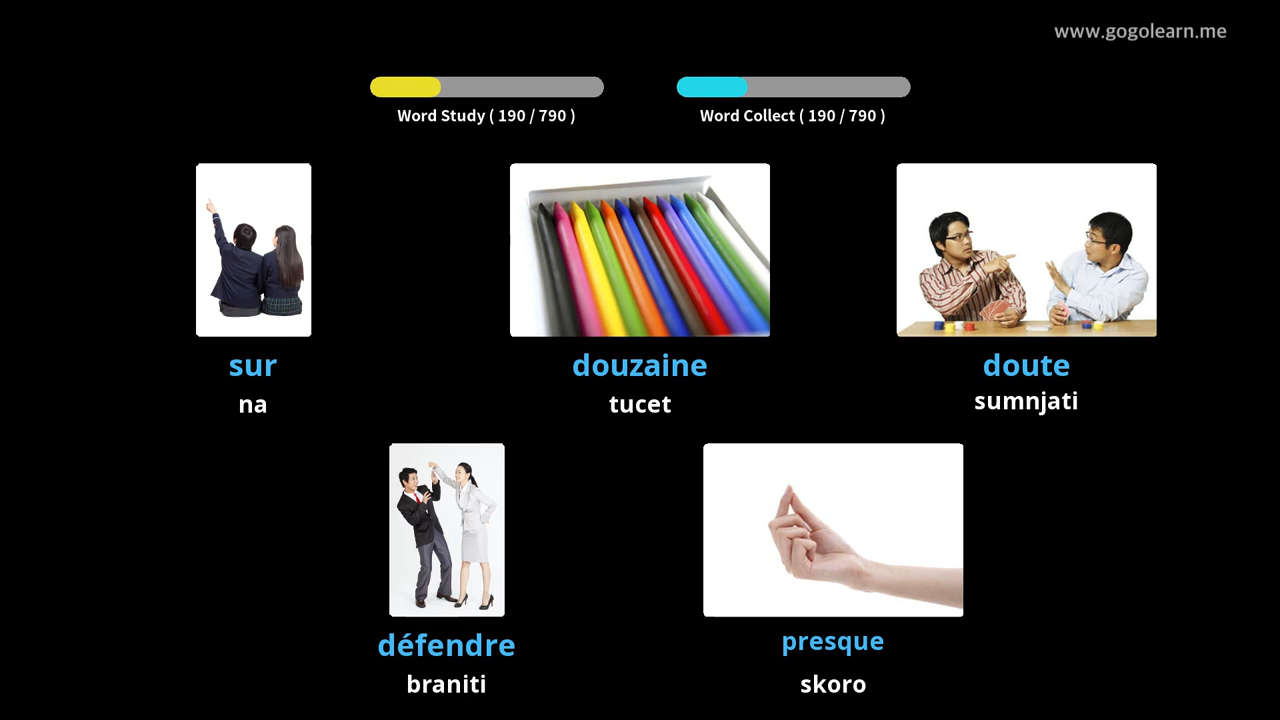 www.gogolearn.me
Word Study ( 190 / 790 )
Word Collect ( 190 / 790 )
sur
na
douzaine
tucet
doute
sumnjati
défendre
braniti
presque
skoro